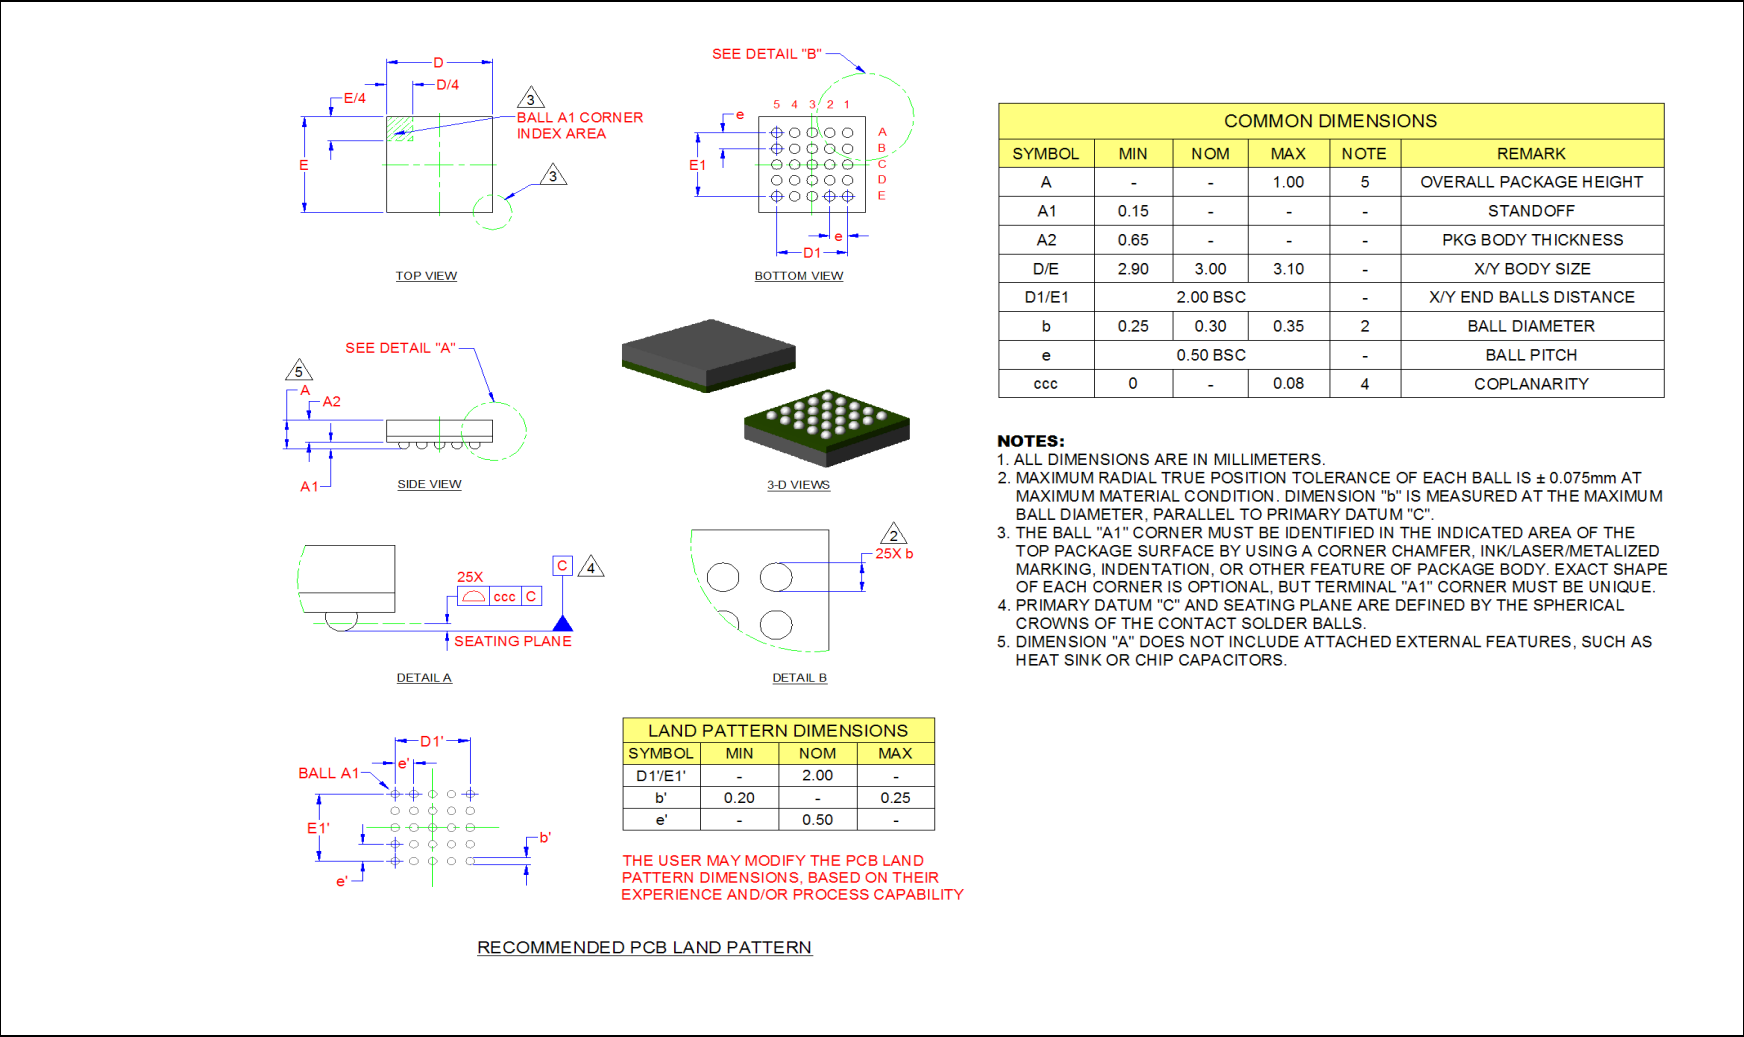 D
D/4
E/4
3
BALL A1 CORNER
INDEX AREA
E
3
TOP VIEW
SEE DETAIL "B"
5 4 3 2 1
e
A
B
E1
C
D
E
e
D1
BOTTOM VIEW
SEE DETAIL "A"
5
A
A2
A1
SIDE VIEW
3-D VIEWS
25X
ccc C
C
4
SEATING PLANE
DETAIL A
2
25X b
DETAIL B
D1'
e'
BALL A1
E1'
b'
e'
LAND PATTERN DIMENSIONS
SYMBOL MIN NOM MAX
D1'/E1' - 2.00 -
b' 0.20 - 0.25
e' - 0.50 -
THE USER MAY MODIFY THE PCB LAND
PATTERN DIMENSIONS, BASED ON THEIR
EXPERIENCE AND/OR PROCESS CAPABILITY
RECOMMENDED PCB LAND PATTERN
COMMON DIMENSIONS
SYMBOL MIN NOM MAX NOTE REMARK
A - - 1.00 5 OVERALL PACKAGE HEIGHT
A1 0.15 - - - STANDOFF
A2 0.65 - - - PKG BODY THICKNESS
D/E 2.90 3.00 3.10 - X/Y BODY SIZE
D1/E1 2.00 BSC - X/Y END BALLS DISTANCE
b 0.25 0.30 0.35 2 BALL DIAMETER
e 0.50 BSC - BALL PITCH
ccc 0 - 0.08 4 COPLANARITY
NOTES:
1. ALL DIMENSIONS ARE IN MILLIMETERS.
2. MAXIMUM RADIAL TRUE POSITION TOLERANCE OF EACH BALL IS ± 0.075mm AT
MAXIMUM MATERIAL CONDITION. DIMENSION "b" IS MEASURED AT THE MAXIMUM
BALL DIAMETER, PARALLEL TO PRIMARY DATUM "C".
3. THE BALL "A1" CORNER MUST BE IDENTIFIED IN THE INDICATED AREA OF THE
TOP PACKAGE SURFACE BY USING A CORNER CHAMFER, INK/LASER/METALIZED
MARKING, INDENTATION, OR OTHER FEATURE OF PACKAGE BODY. EXACT SHAPE
OF EACH CORNER IS OPTIONAL, BUT TERMINAL "A1" CORNER MUST BE UNIQUE.
4. PRIMARY DATUM "C" AND SEATING PLANE ARE DEFINED BY THE SPHERICAL
CROWNS OF THE CONTACT SOLDER BALLS.
5. DIMENSION "A" DOES NOT INCLUDE ATTACHED EXTERNAL FEATURES, SUCH AS
HEAT SINK OR CHIP CAPACITORS.